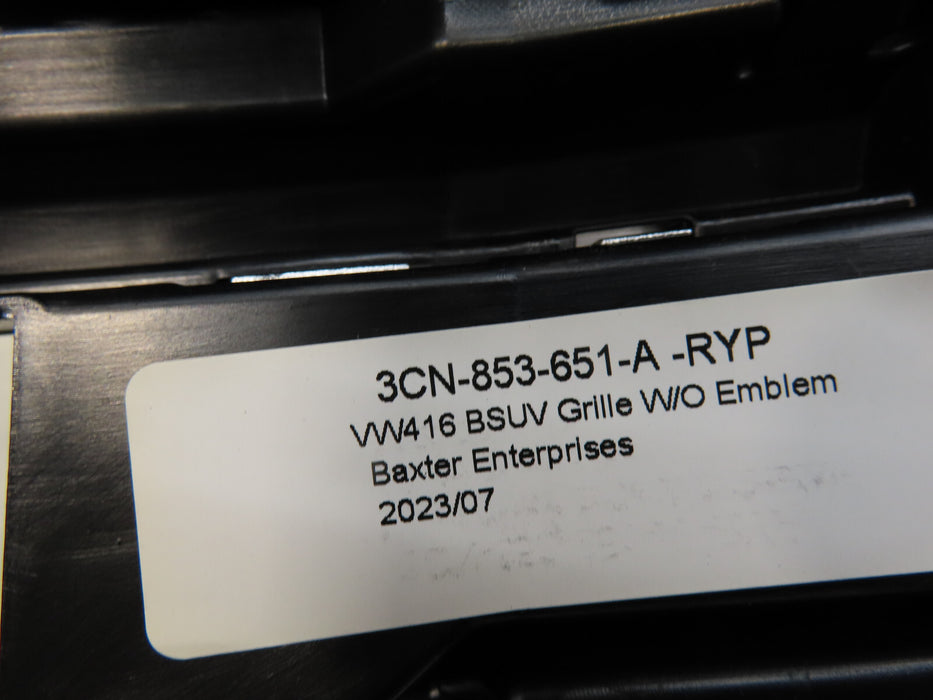 3CN-853-651-A -RYP
VW416 BSUV Grille W/O Emblem
Baxter Enterprises
2023/07